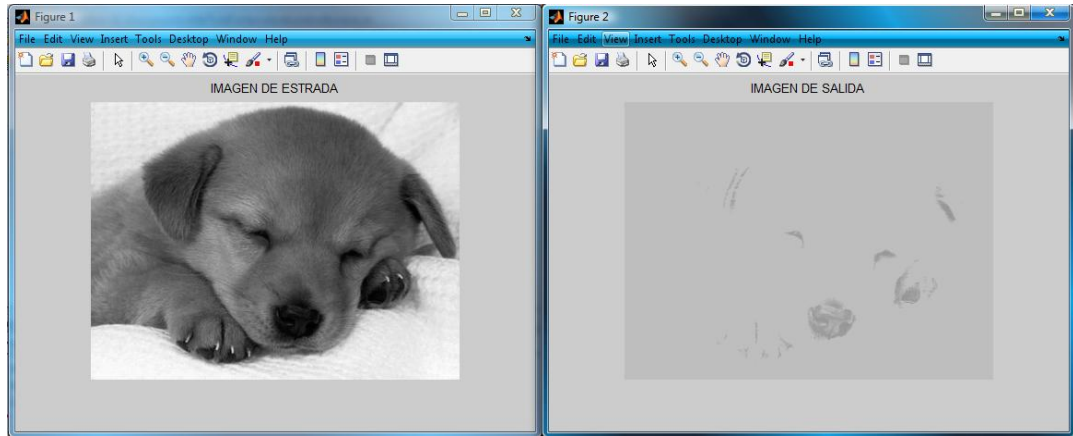 Figure 1
File Edit View Insert Tools Desktop Window Help
IMAGEN DE ESTRADA
Figure 2
File Edit View Insert Tools Desktop Window Help
IMAGEN DE SALIDA